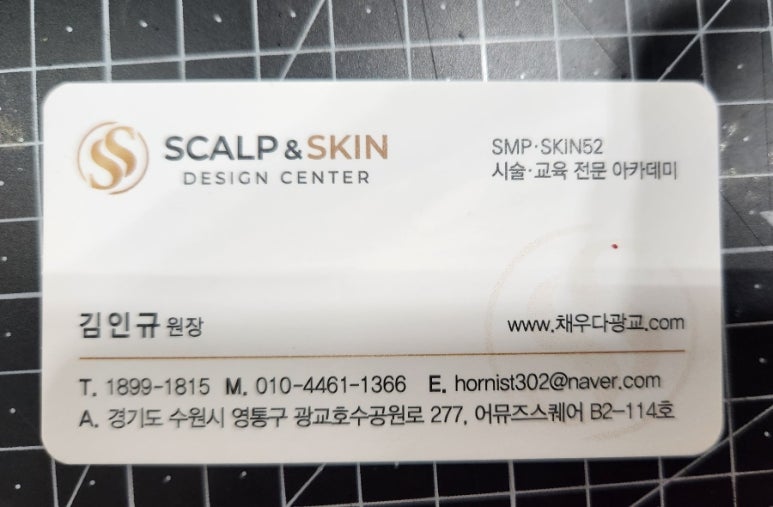 SCALP & SKIN
DESIGN CENTER
SMP·SKIN52
시술·교육 전문 아카데미
김인규 원장
www.채우다광교.com
T. 1899-1815 M. 010-4461-1366 E. hornist302@naver.com
A. 경기도 수원시 영통구 광교호수공원로 277, 어뮤즈스퀘어 B2-114호